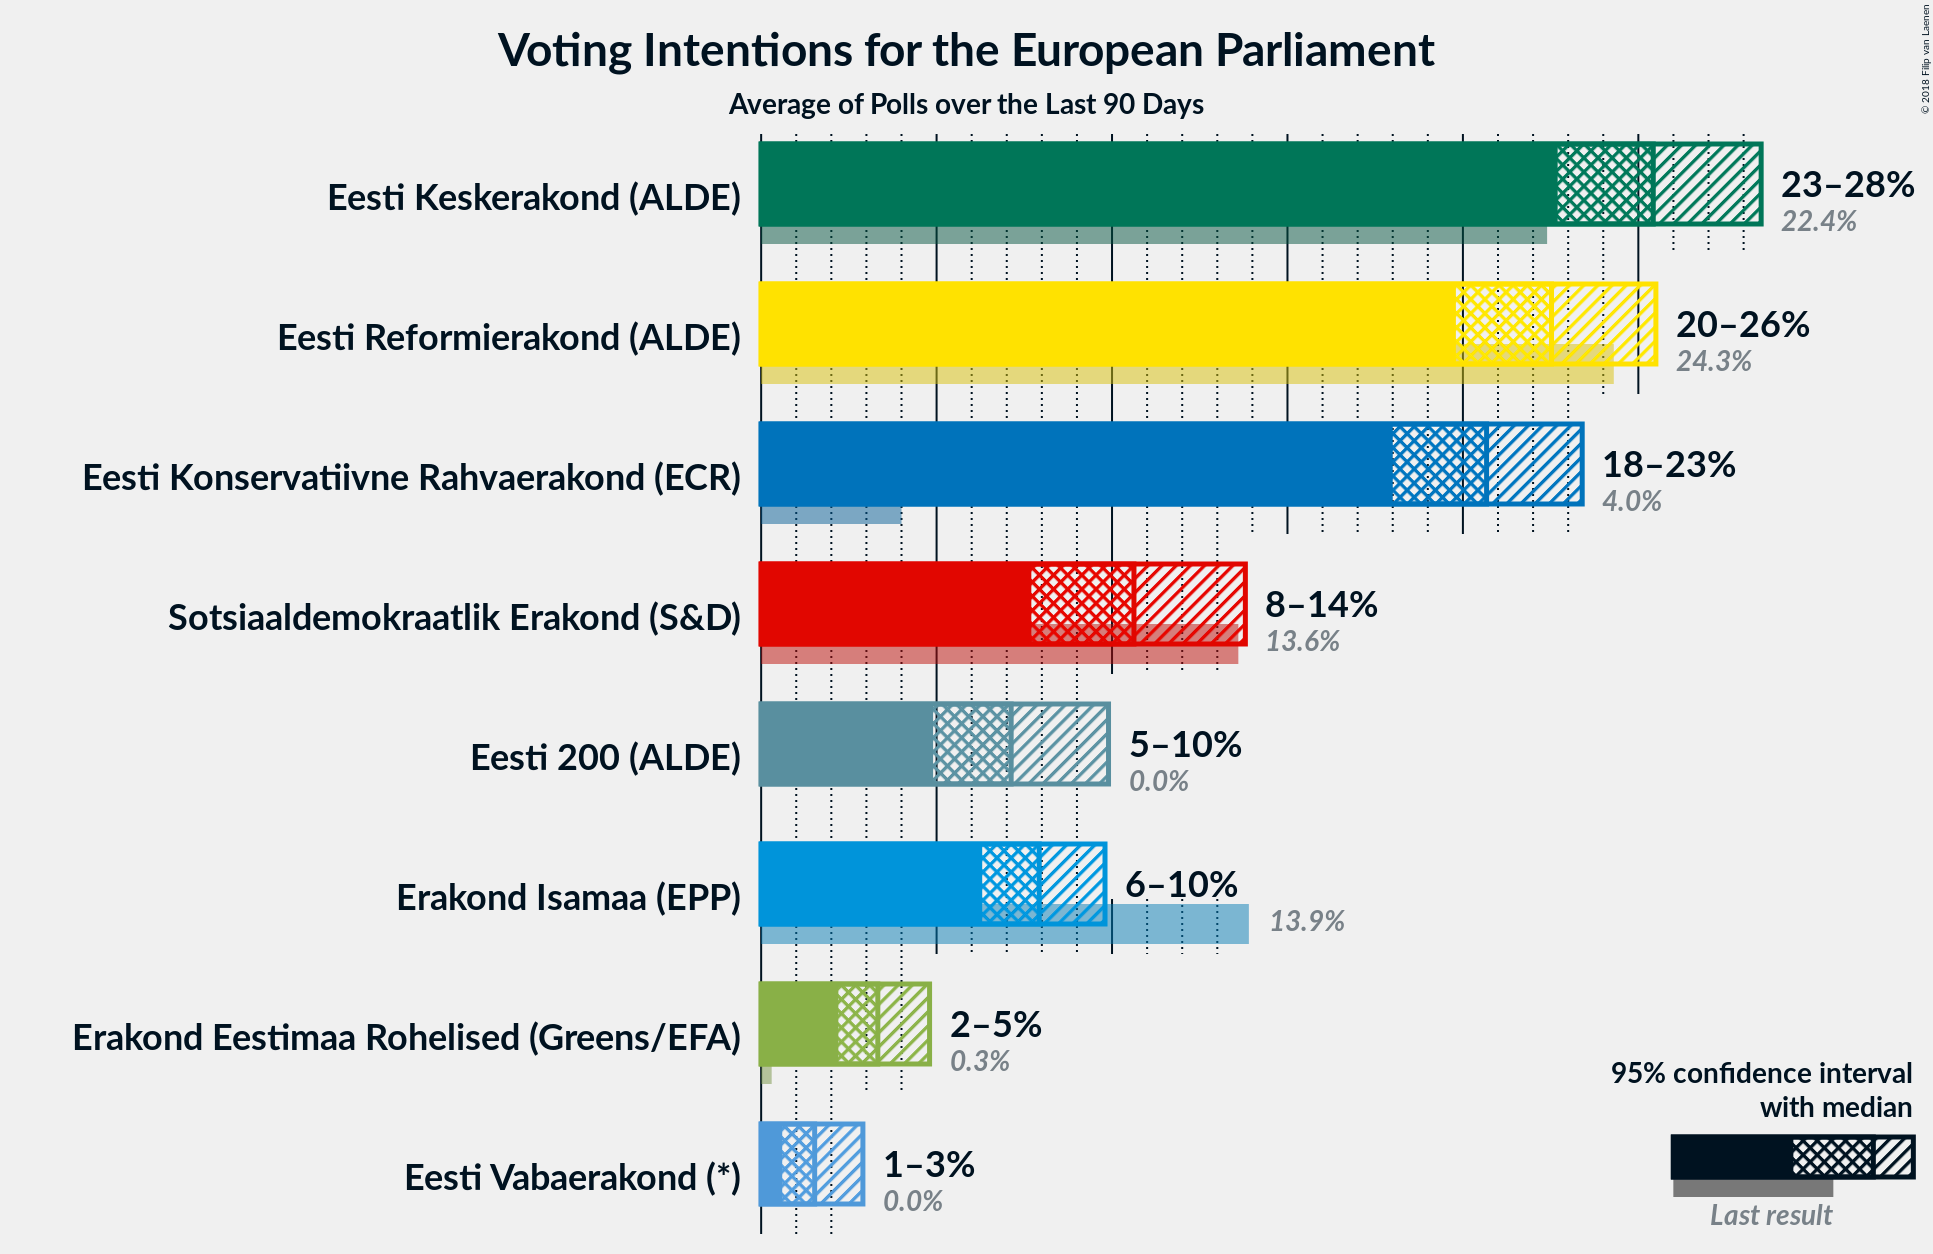 © 2018 Filip van Laenen
Voting Intentions for the European Parliament
Average of Polls over the Last 90 Days
Eesti Keskerakond (ALDE)
23–28%
22.4%
Eesti Reformierakond (ALDE)
20–26%
24.3%
Eesti Konservatiivne Rahvaerakond (ECR)
18–23%
4.0%
Sotsiaaldemokraatlik Erakond (S&D)
8–14%
13.6%
Eesti 200 (ALDE)
5–10%
0.0%
Erakond Isamaa (EPP)
6–10%
13.9%
Erakond Eestimaa Rohelised (Greens/EFA)
2–5%
0.3%
Eesti Vabaerakond (*)
1–3%
0.0%
95% confidence interval
with median
Last result